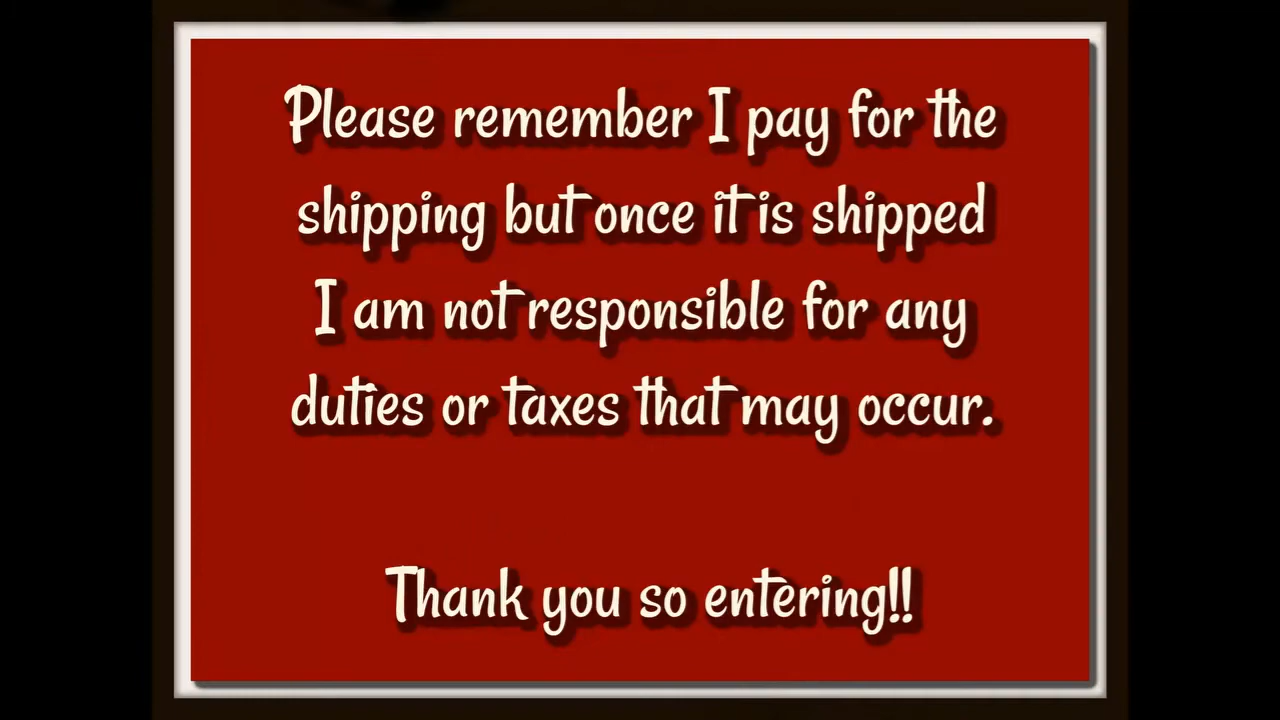 Please remember I pay for the
shipping but once it is shipped
I am not responsible for any
duties or taxes that may occur.
Thank you so entering!!